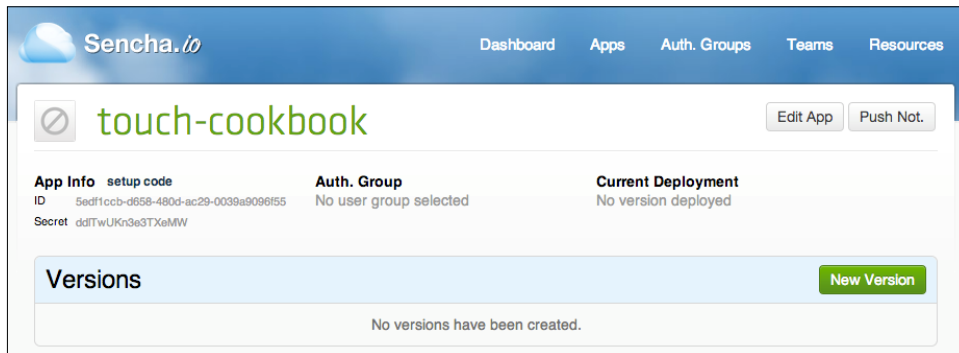 Sencha.io
Dashboard Apps Auth. Groups Teams Resources
touch-cookbook
Edit App Push Not.
App Info setup code
ID 5edf1ccb-d658-480d-ac29-0039a9096f55
Secret ddlTwUKn3e3TXeMW
Auth. Group
No user group selected
Current Deployment
No version deployed
Versions
New Version
No versions have been created.